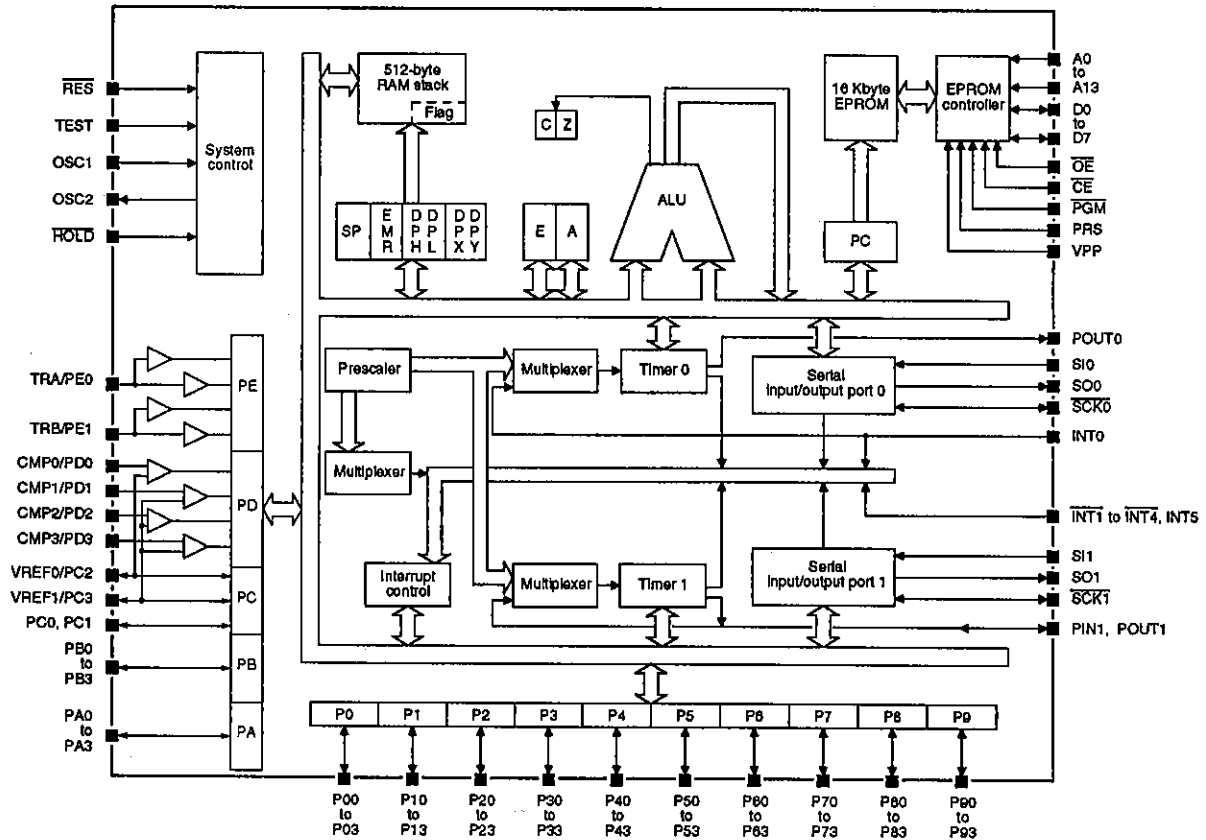 RES
TEST
OSC1
OSC2
HOLD
System
control
512-byte
RAM stack
Flag
SP
EMR
DPH
DPL
DPX
DPY
C Z
E A
ALU
16 Kbyte
EPROM
EPROM
controller
PC
A0
to
A13
D0
to
D7
OE
CE
PGM
PRS
VPP
TRA/PE0
TRB/PE1
CMP0/PD0
CMP1/PD1
CMP2/PD2
CMP3/PD3
VREF0/PC2
VREF1/PC3
PC0, PC1
PB0
to
PB3
PA0
to
PA3
PE
PD
PC
PB
PA
Prescaler
Multiplexer
Timer 0
Serial
input/output port 0
Multiplexer
Interrupt
control
Multiplexer
Timer 1
Serial
input/output port 1
POUT0
SI0
SO0
SCK0
INT0
INT1 to INT4, INT5
SI1
SO1
SCK1
PIN1, POUT1
P0 P1 P2 P3 P4 P5 P6 P7 P8 P9
P00 P10 P20 P30 P40 P50 P60 P70 P80 P90
to to to to to to to to to to
P03 P13 P23 P33 P43 P53 P63 P73 P83 P93